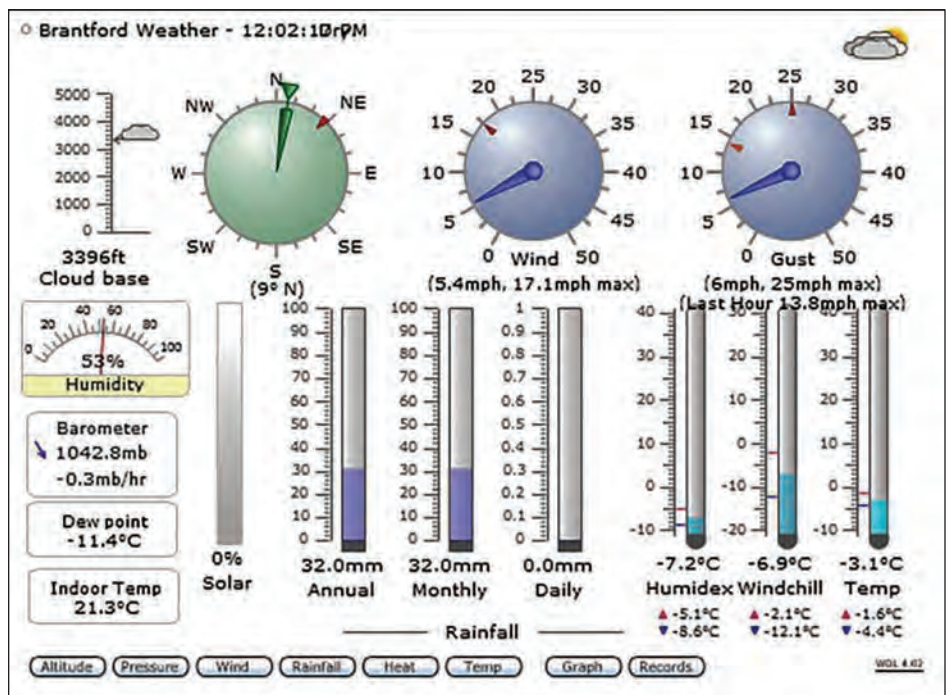 Brantford Weather - 12:02:1
PM
5000
4000
3000
2000
1000
0
3396ft
Cloud base
N
NE
E
SE
S
SW
W
NW
(9° N)
0
5
10
15
20
25
30
35
40
45
50
Wind
(5.4mph, 17.1mph max)
0
5
10
15
20
25
30
35
40
45
50
Gust
(6mph, 25mph max)
(Last Hour 13.8mph max)
0
20
40
60
80
100
53%
Humidity
Barometer
1042.8mb
-0.3mb/hr
Dew point
-11.4°C
Indoor Temp
21.3°C
0%
Solar
100
90
80
70
60
50
40
30
20
10
0
32.0mm
Annual
100
90
80
70
60
50
40
30
20
10
0
32.0mm
Monthly
1
0.9
0.8
0.7
0.6
0.5
0.4
0.3
0.2
0.1
0
0.0mm
Daily
Rainfall
40
30
20
10
0
-10
-7.2°C
Humidex
-5.1°C
-8.6°C
30
20
10
0
-10
-20
-6.9°C
Windchill
-2.1°C
-12.1°C
40
30
20
10
0
-10
-3.1°C
Temp
-1.6°C
-4.4°C
Altitude Pressure Wind Rainfall Heat Temp Graph Records
WDL 4.02